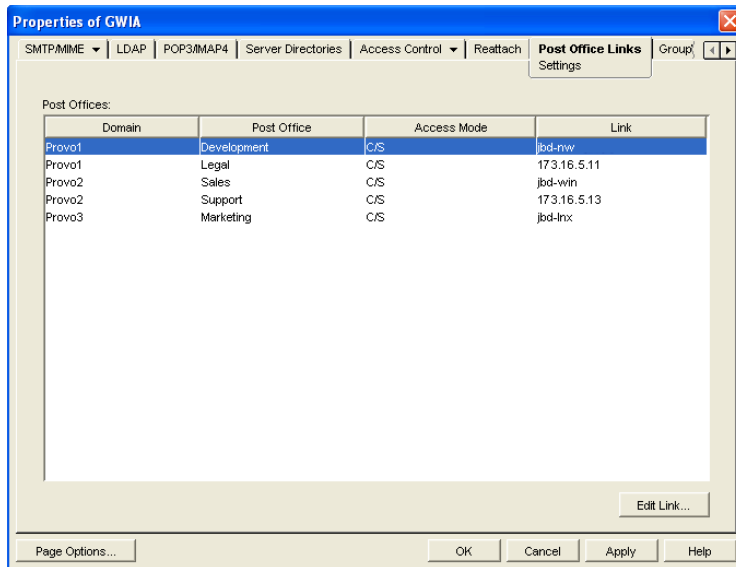 Properties of GWIA
SMTP/MIME LDAP POP3/IMAP4 Server Directories Access Control Reattach Post Office Links Group
Settings
Post Offices:
Domain Post Office Access Mode Link
Provo1 Development C/S jbd-nw
Provo1 Legal C/S 173.16.5.11
Provo2 Sales C/S jbd-win
Provo2 Support C/S 173.16.5.13
Provo3 Marketing C/S jbd-lnx
Edit Link...
Page Options... OK Cancel Apply Help